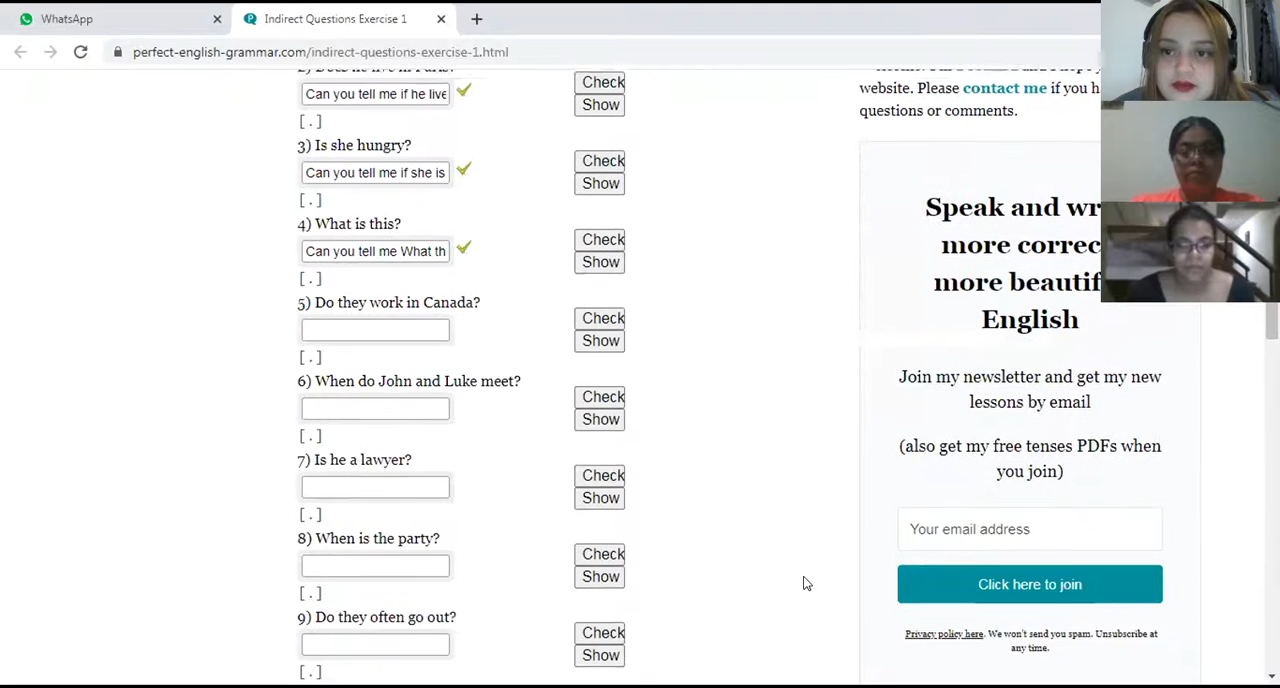 WhatsApp
Indirect Questions Exercise 1
perfect-english-grammar.com/indirect-questions-exercise-1.html
2) Does he live in Paris?
Can you tell me if he live
Check
Show
[ . ]
3) Is she hungry?
Can you tell me if she is
Check
Show
[ . ]
4) What is this?
Can you tell me What th
Check
Show
[ . ]
5) Do they work in Canada?
Check
Show
[ . ]
6) When do John and Luke meet?
Check
Show
[ . ]
7) Is he a lawyer?
Check
Show
[ . ]
8) When is the party?
Check
Show
[ . ]
9) Do they often go out?
Check
Show
[ . ]
website. Please contact me if you ha
questions or comments.
Speak and wr
more correc
more beautif
English
Join my newsletter and get my new
lessons by email
(also get my free tenses PDFs when
you join)
Your email address
Click here to join
Privacy policy here. We won't send you spam. Unsubscribe at
any time.